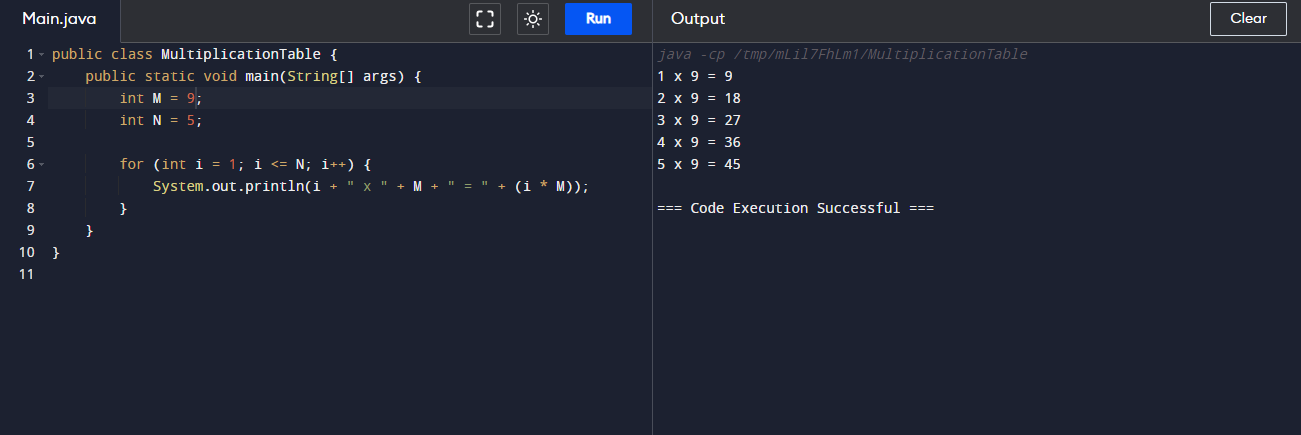 Main.java
Run
Output
Clear
1 public class MultiplicationTable {
2     public static void main(String[] args) {
3         int M = 9;
4         int N = 5;
5
6         for (int i = 1; i <= N; i++) {
7             System.out.println(i + " x " + M + " = " + (i * M));
8         }
9     }
10 }
11
java -cp /tmp/mLil7FhLm1/MultiplicationTable
1 x 9 = 9
2 x 9 = 18
3 x 9 = 27
4 x 9 = 36
5 x 9 = 45
=== Code Execution Successful ===